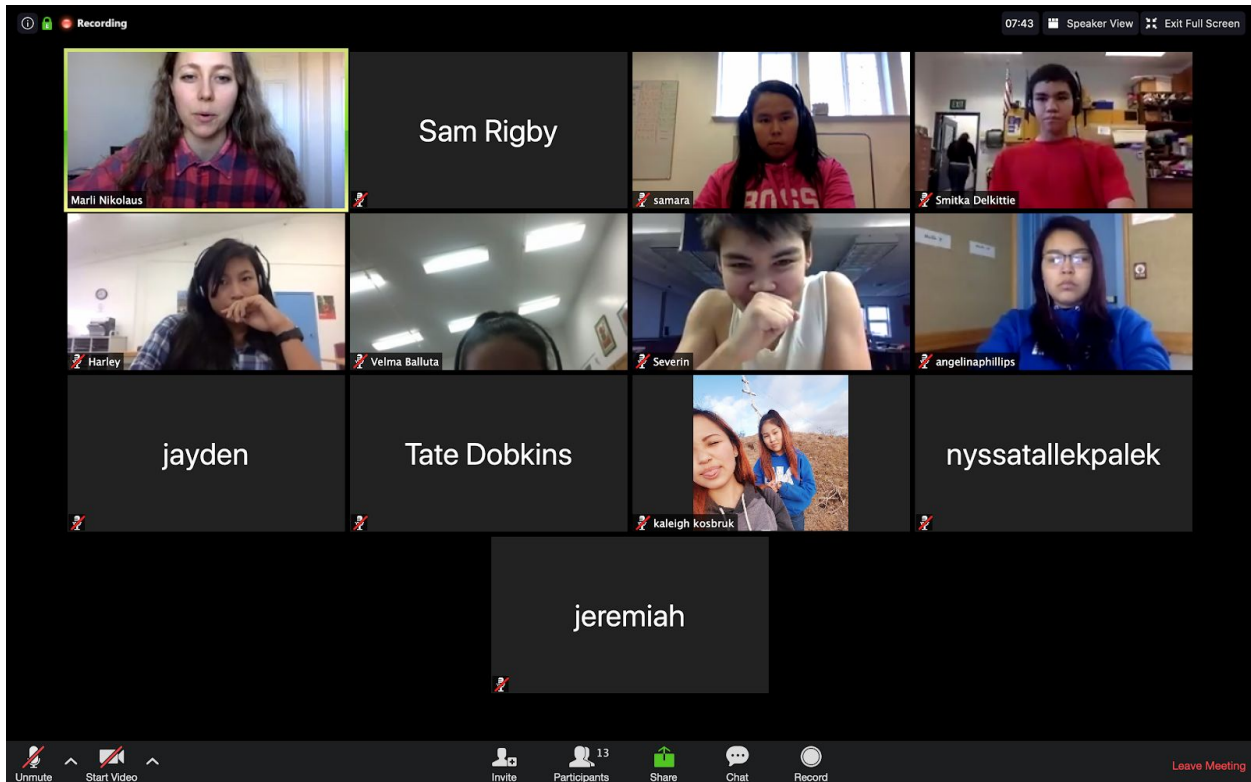 Recording
07:43 Speaker View Exit Full Screen
Marli Nikolaus
Sam Rigby
samara
BOSS
Smitka Delkittie
EXIT
Harley
Velma Balluta
Severin
angelinaphillips
jayden
Tate Dobkins
kaleigh kosbruk
nyssatallekpalek
jeremiah
Unmute
Start Video
Invite
Participants 13
Share
Chat
Record
Leave Meeting